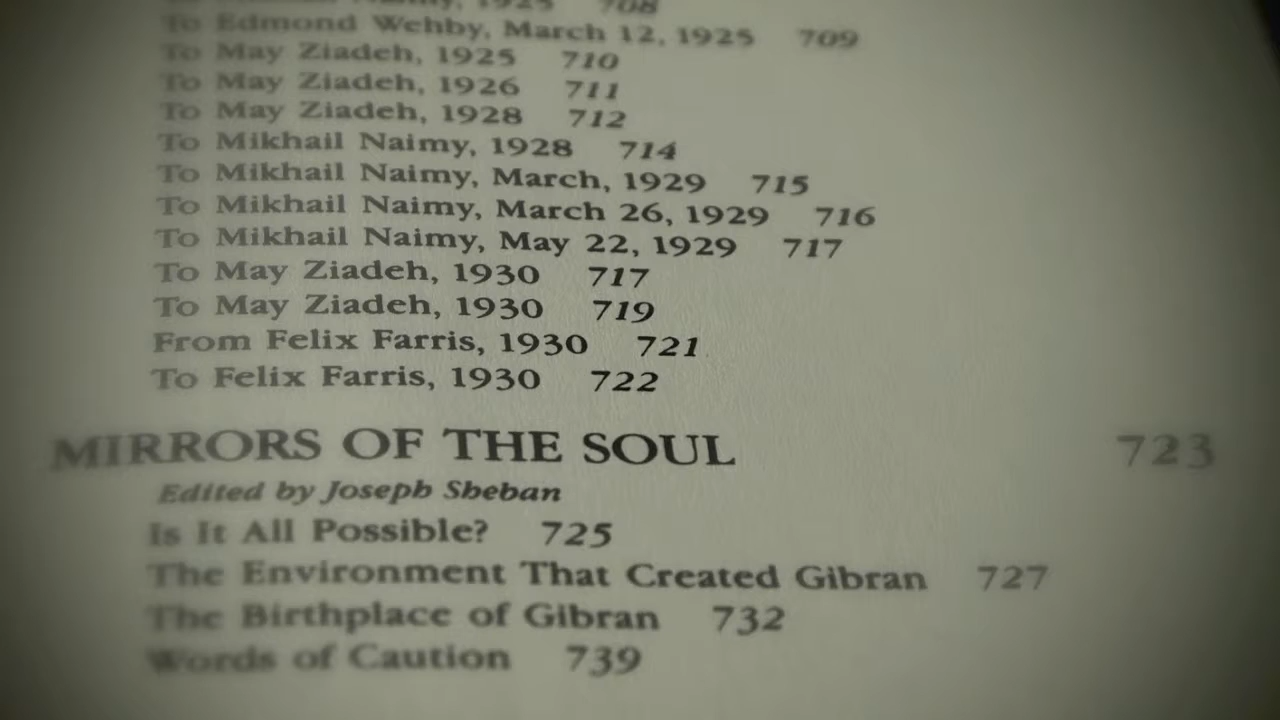 To Mikhail Naimy, 1925 708
To Edmond Wehby, March 12, 1925 709
To May Ziadeh, 1925 710
To May Ziadeh, 1926 711
To May Ziadeh, 1928 712
To Mikhail Naimy, 1928 714
To Mikhail Naimy, March, 1929 715
To Mikhail Naimy, March 26, 1929 716
To Mikhail Naimy, May 22, 1929 717
To May Ziadeh, 1930 717
To May Ziadeh, 1930 719
From Felix Farris, 1930 721
To Felix Farris, 1930 722
MIRRORS OF THE SOUL 723
Edited by Joseph Sheban
Is It All Possible? 725
The Environment That Created Gibran 727
The Birthplace of Gibran 732
Words of Caution 739